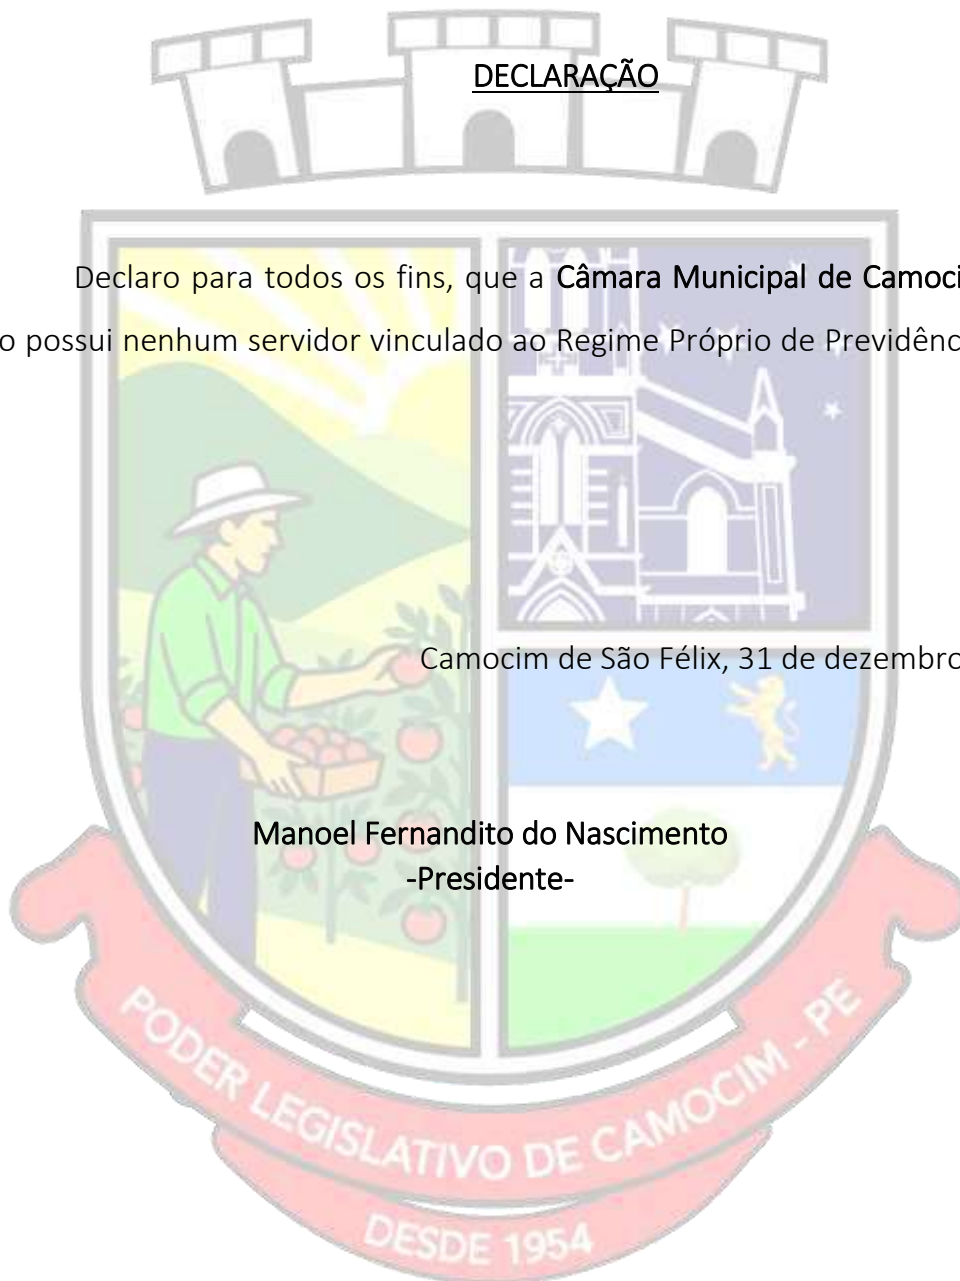 DECLARAÇÃO
Declaro para todos os fins, que a Câmara Municipal de Camoci
o possui nenhum servidor vinculado ao Regime Próprio de Previdênc
Camocim de São Félix, 31 de dezembro
Manoel Fernandito do Nascimento
-Presidente-
PODER LEGISLATIVO DE CAMOCIM - PE
DESDE 1954